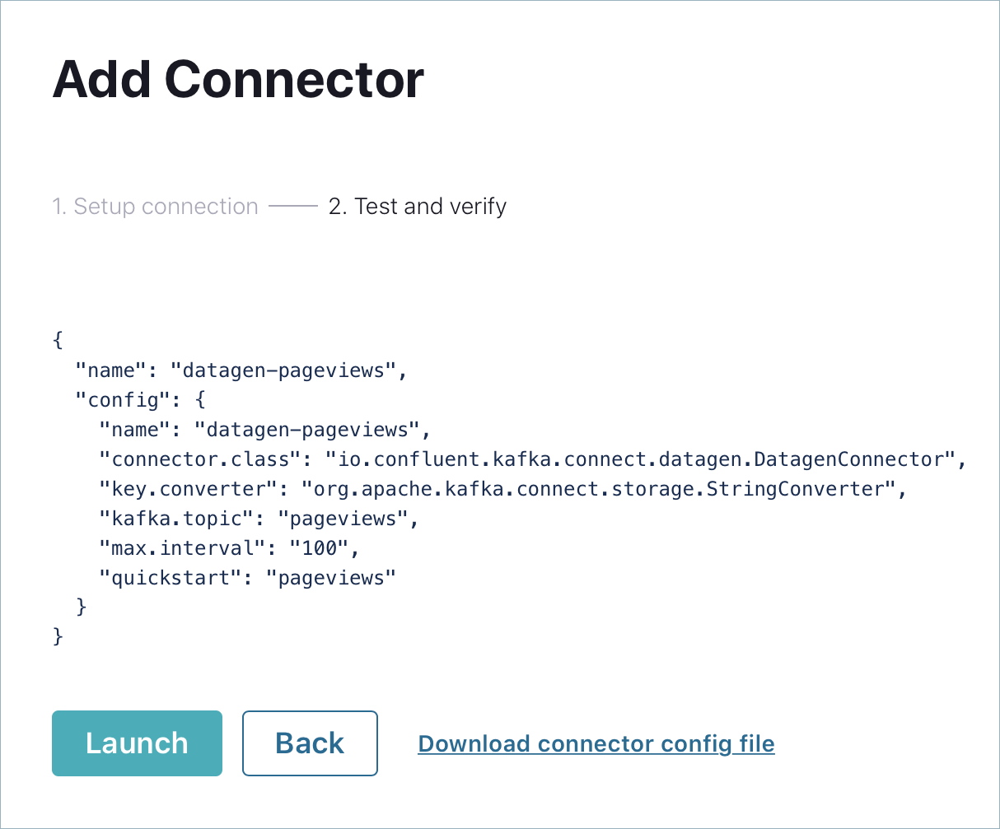 Add Connector
1. Setup connection 2. Test and verify
{
  "name": "datagen-pageviews",
  "config": {
    "name": "datagen-pageviews",
    "connector.class": "io.confluent.kafka.connect.datagen.DatagenConnector",
    "key.converter": "org.apache.kafka.connect.storage.StringConverter",
    "kafka.topic": "pageviews",
    "max.interval": "100",
    "quickstart": "pageviews"
  }
}
Launch Back Download connector config file